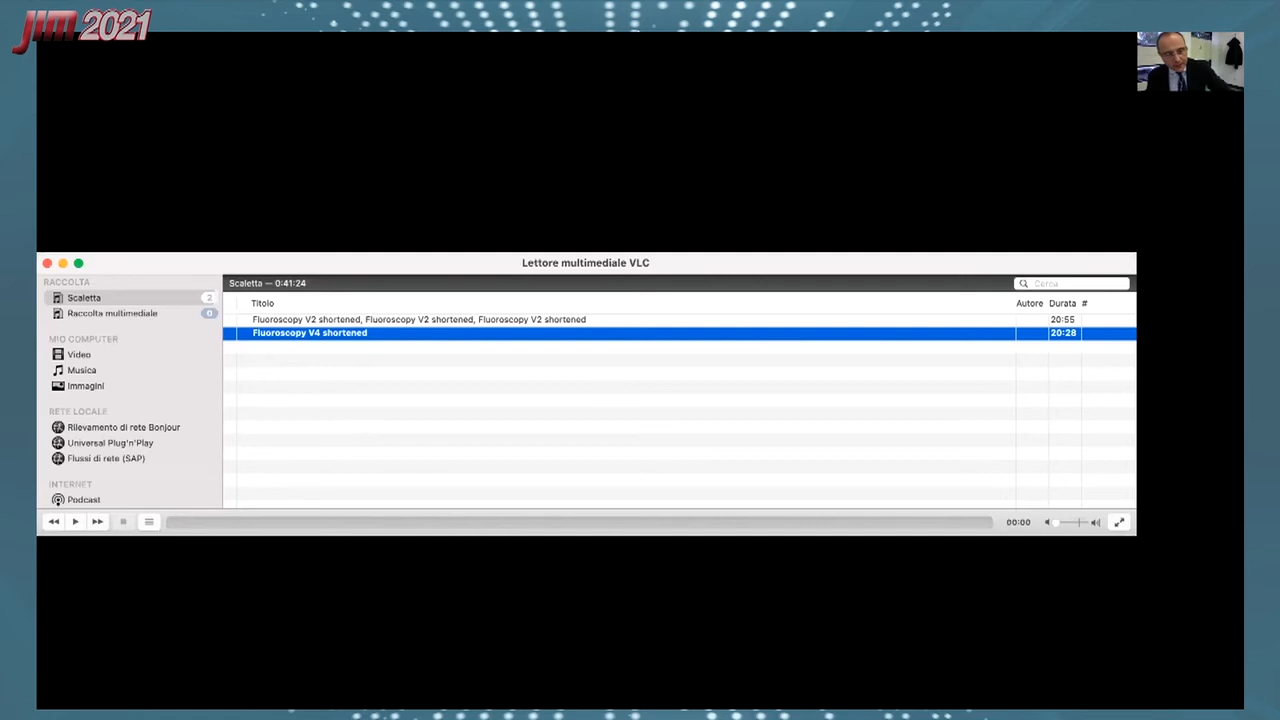 JIM 2021
Lettore multimediale VLC
RACCOLTA
Scaletta 2
Raccolta multimediale 0
MIO COMPUTER
Video
Musica
Immagini
RETE LOCALE
Rilevamento di rete Bonjour
Universal Plug'n'Play
Flussi di rete (SAP)
INTERNET
Podcast
Scaletta — 0:41:24
Cerca
Titolo Autore Durata #
Fluoroscopy V2 shortened, Fluoroscopy V2 shortened, Fluoroscopy V2 shortened 20:55
Fluoroscopy V4 shortened 20:28
00:00